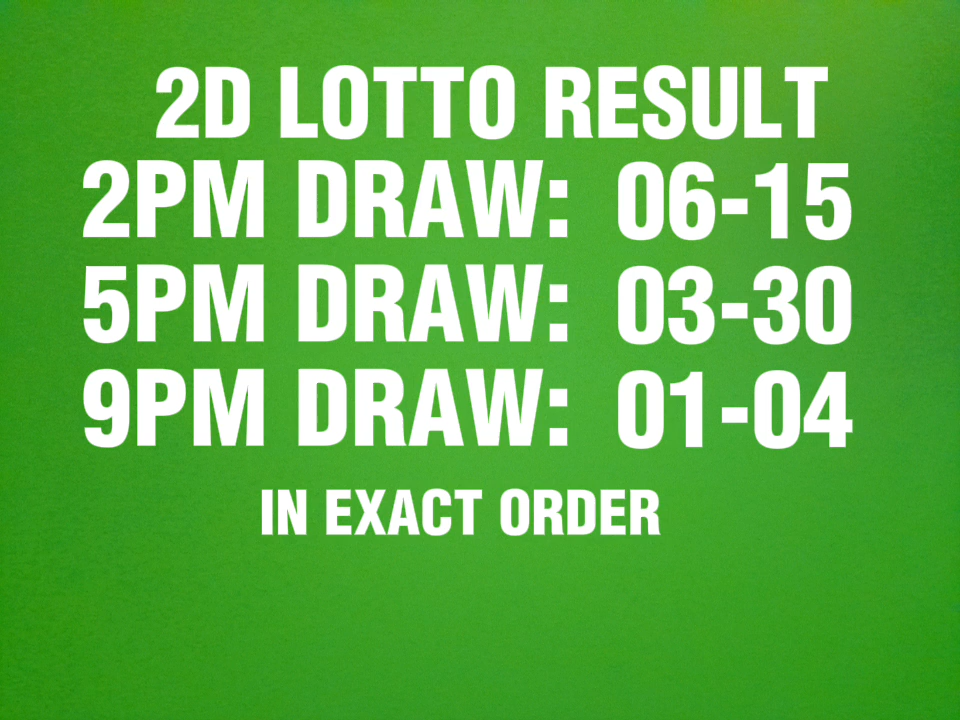 2D LOTTO RESULT
2PM DRAW: 06-15
5PM DRAW: 03-30
9PM DRAW: 01-04
IN EXACT ORDER